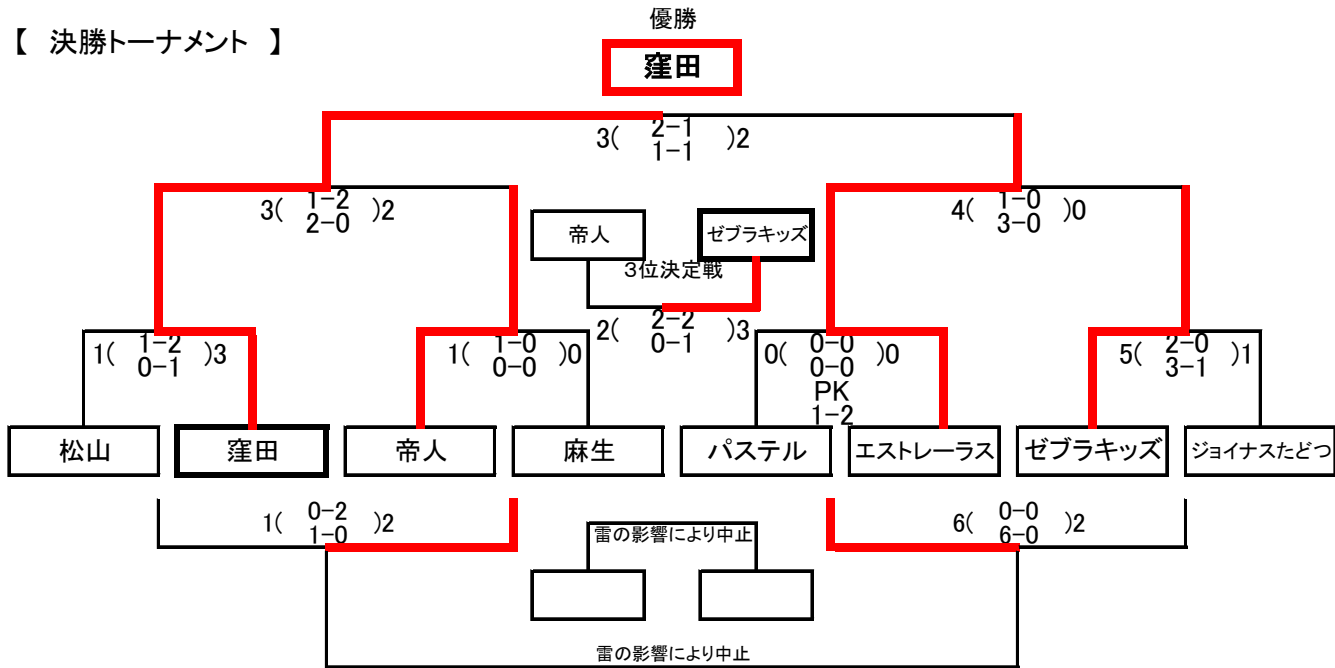 優勝
【 決勝トーナメント 】
窪田
3( 2-1 )2
1-1
3( 1-2 )2
2-0
4( 1-0 )0
3-0
帝人
ゼブラキッズ
3位決定戦
2( 2-2 )3
0-1
1( 1-2 )3
0-1
1( 1-0 )0
0-0
0( 0-0 )0
0-0
PK
1-2
5( 2-0 )1
3-1
松山
窪田
帝人
麻生
パステル
エストレーラス
ゼブラキッズ
ジョイナスたどつ
1( 0-2 )2
1-0
6( 0-0 )2
6-0
雷の影響により中止
雷の影響により中止